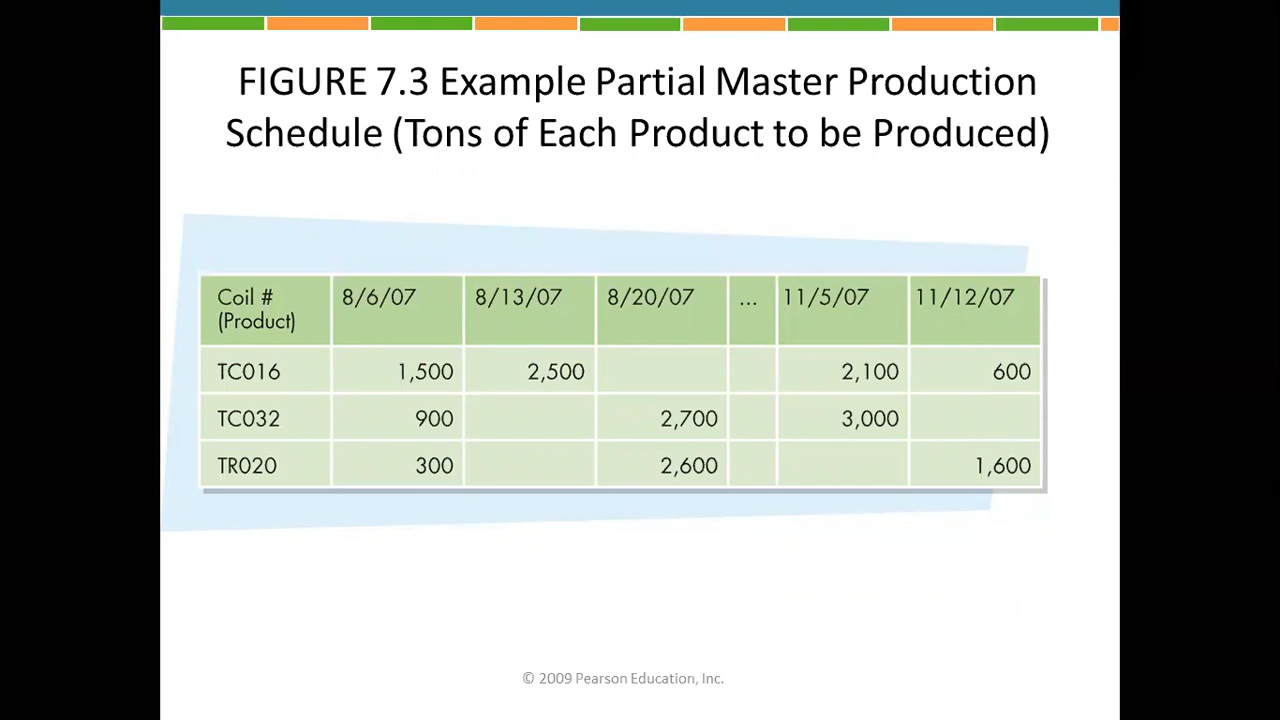 FIGURE 7.3 Example Partial Master Production
Schedule (Tons of Each Product to be Produced)
Coil # (Product) 8/6/07 8/13/07 8/20/07 ... 11/5/07 11/12/07
TC016 1,500 2,500 2,100 600
TC032 900 2,700 3,000
TR020 300 2,600 1,600
© 2009 Pearson Education, Inc.